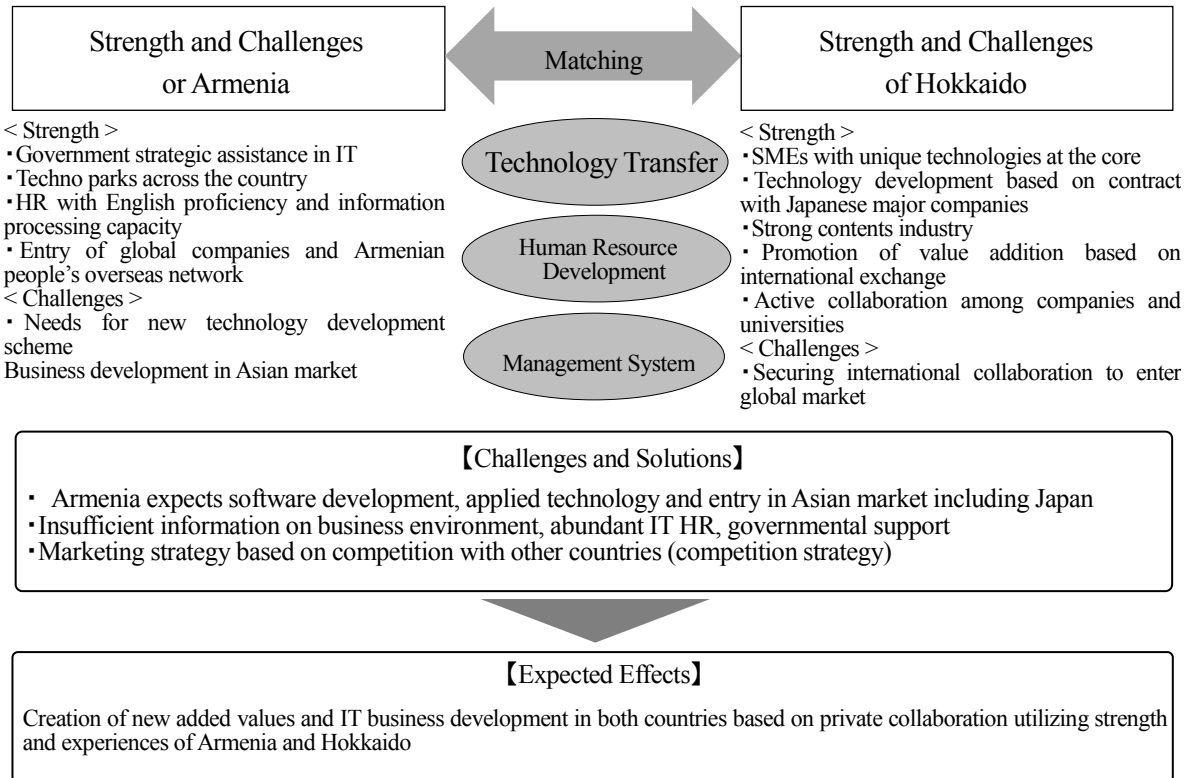 Strength and Challenges
or Armenia
Matching
Strength and Challenges
of Hokkaido
< Strength >
・Government strategic assistance in IT
・Techno parks across the country
・HR with English proficiency and information
processing capacity
・Entry of global companies and Armenian
people's overseas network
< Challenges >
・Needs for new technology development
scheme
Business development in Asian market
Technology Transfer
Human Resource
Development
Management System
< Strength >
・SMEs with unique technologies at the core
・Technology development based on contract
with Japanese major companies
・Strong contents industry
・Promotion of value addition based on
international exchange
・Active collaboration among companies and
universities
< Challenges >
・Securing international collaboration to enter
global market
【Challenges and Solutions】
・ Armenia expects software development, applied technology and entry in Asian market including Japan
・Insufficient information on business environment, abundant IT HR, governmental support
・Marketing strategy based on competition with other countries (competition strategy)
【Expected Effects】
Creation of new added values and IT business development in both countries based on private collaboration utilizing strength
and experiences of Armenia and Hokkaido